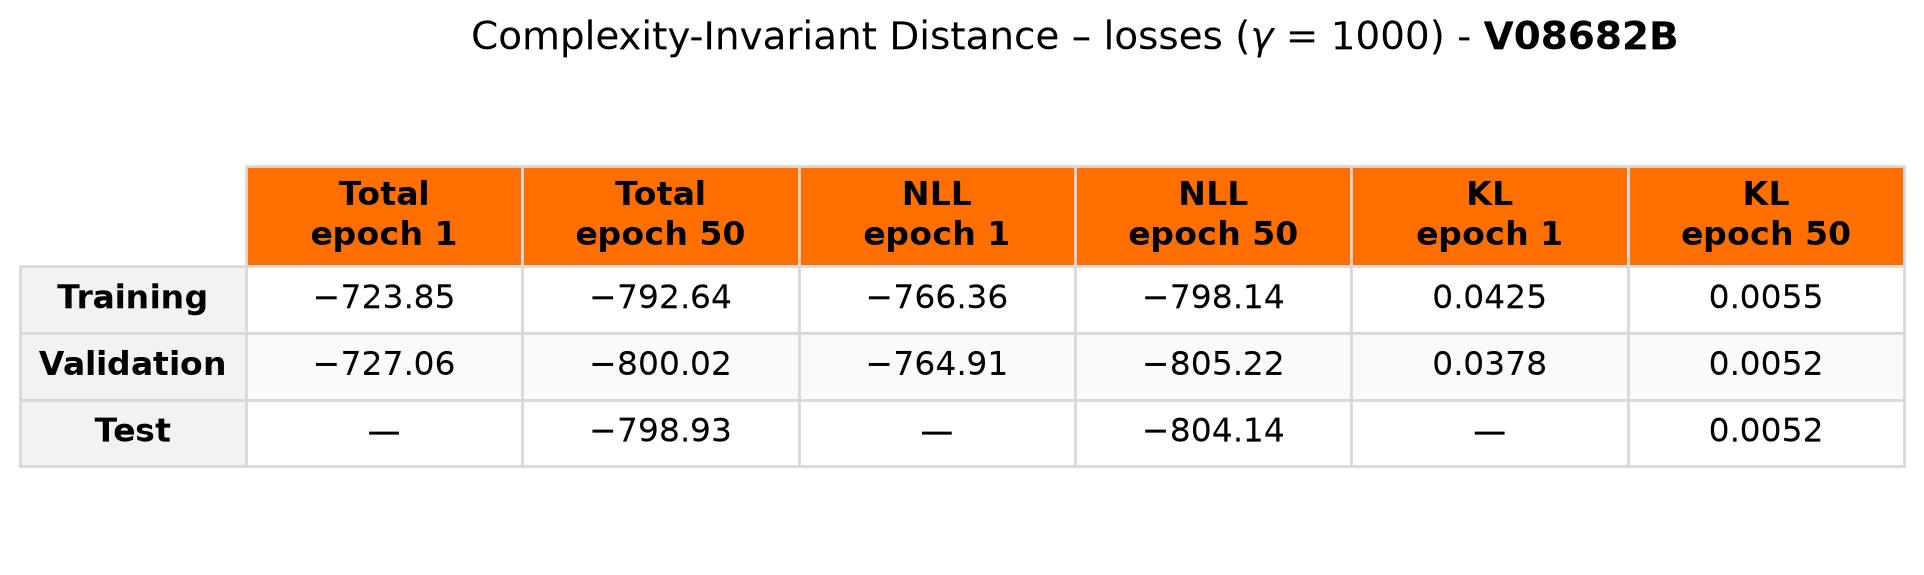 Complexity-Invariant Distance – losses (γ = 1000) - V08682B
Total epoch 1 Total epoch 50 NLL epoch 1 NLL epoch 50 KL epoch 1 KL epoch 50
Training −723.85 −792.64 −766.36 −798.14 0.0425 0.0055
Validation −727.06 −800.02 −764.91 −805.22 0.0378 0.0052
Test — −798.93 — −804.14 — 0.0052